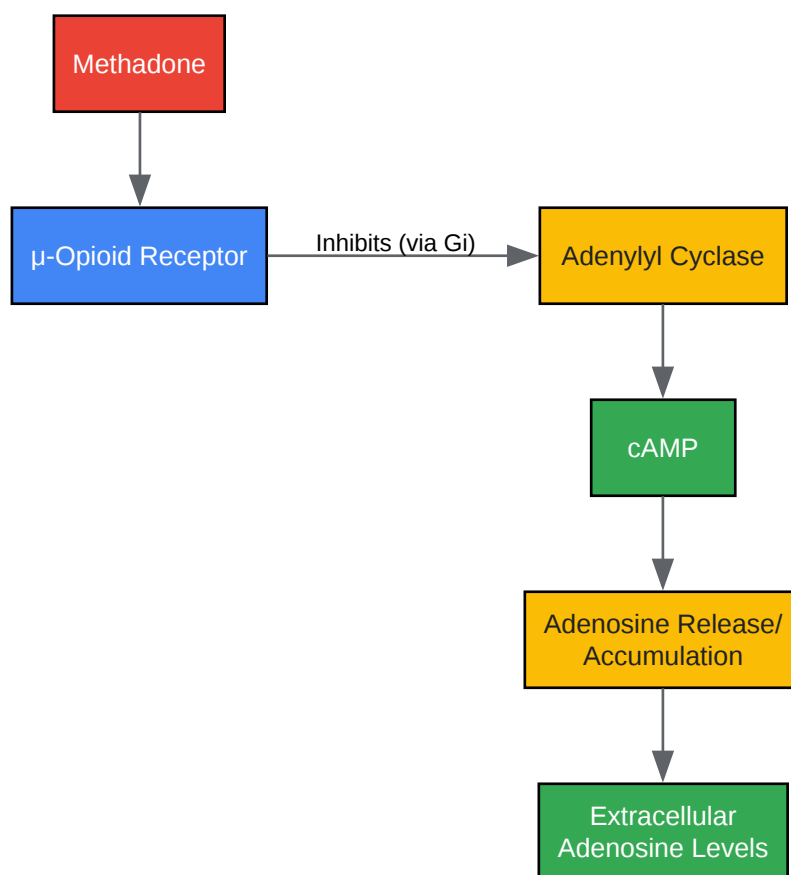 Methadone
μ-Opioid Receptor
Inhibits (via Gi)
Adenylyl Cyclase
cAMP
Adenosine Release/
Accumulation
Extracellular
Adenosine Levels